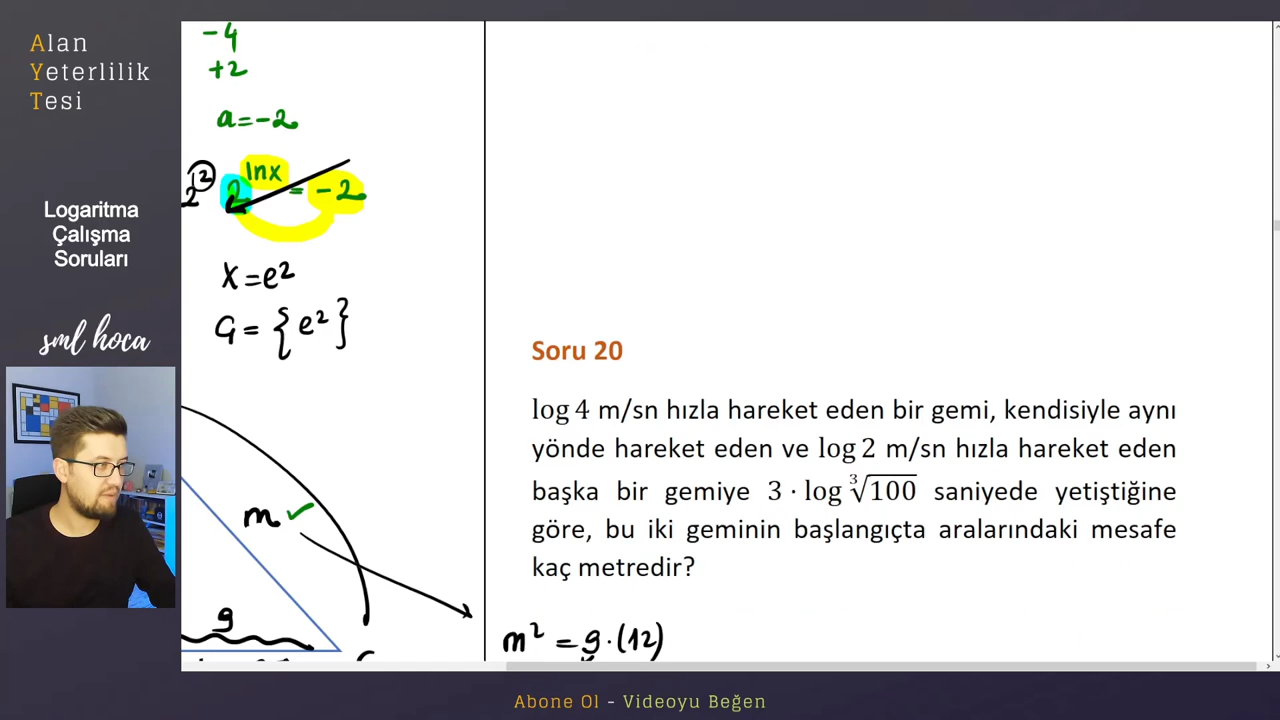 Alan
Yeterlilik
Tesi
Logaritma
Çalışma
Soruları
sml hoca
-4
+2
a=-2
2² 2^lnx = -2
X=e²
Ç= {e²}
m ✓
g
Soru 20
log 4 m/sn hızla hareket eden bir gemi, kendisiyle aynı
yönde hareket eden ve log 2 m/sn hızla hareket eden
başka bir gemiye 3 · log ∛100 saniyede yetiştiğine
göre, bu iki geminin başlangıçta aralarındaki mesafe
kaç metredir?
m² = g·(12)
Abone Ol - Videoyu Beğen